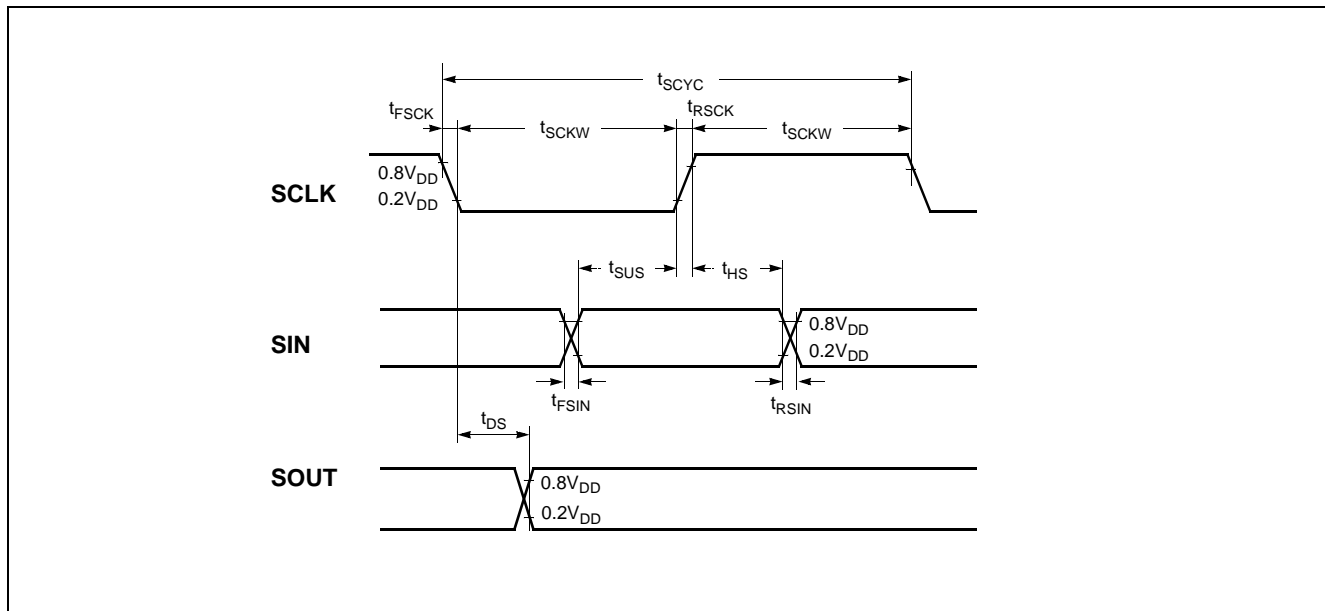 tSCYC
tFSCK
tRSCK
tSCKW
tSCKW
0.8VDD
SCLK
0.2VDD
tSUS
tHS
0.8VDD
SIN
0.2VDD
tFSIN
tRSIN
tDS
SOUT
0.8VDD
0.2VDD